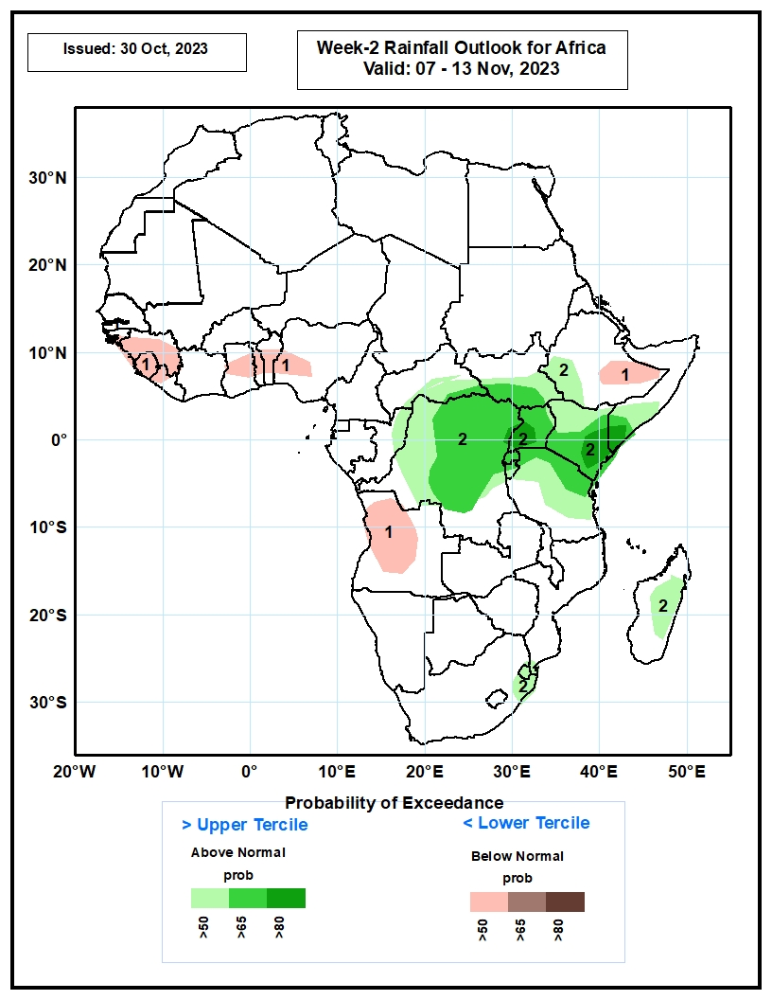 Issued: 30 Oct, 2023
Week-2 Rainfall Outlook for Africa
Valid: 07 - 13 Nov, 2023
30°N
20°N
10°N
0°
10°S
20°S
30°S
2
1
1
1
2
2
2
1
2
2
20°W 10°W 0° 10°E 20°E 30°E 40°E 50°E
Probability of Exceedance
> Upper Tercile
< Lower Tercile
Above Normal
Below Normal
prob
prob
>50 >65 >80
>50 >65 >80